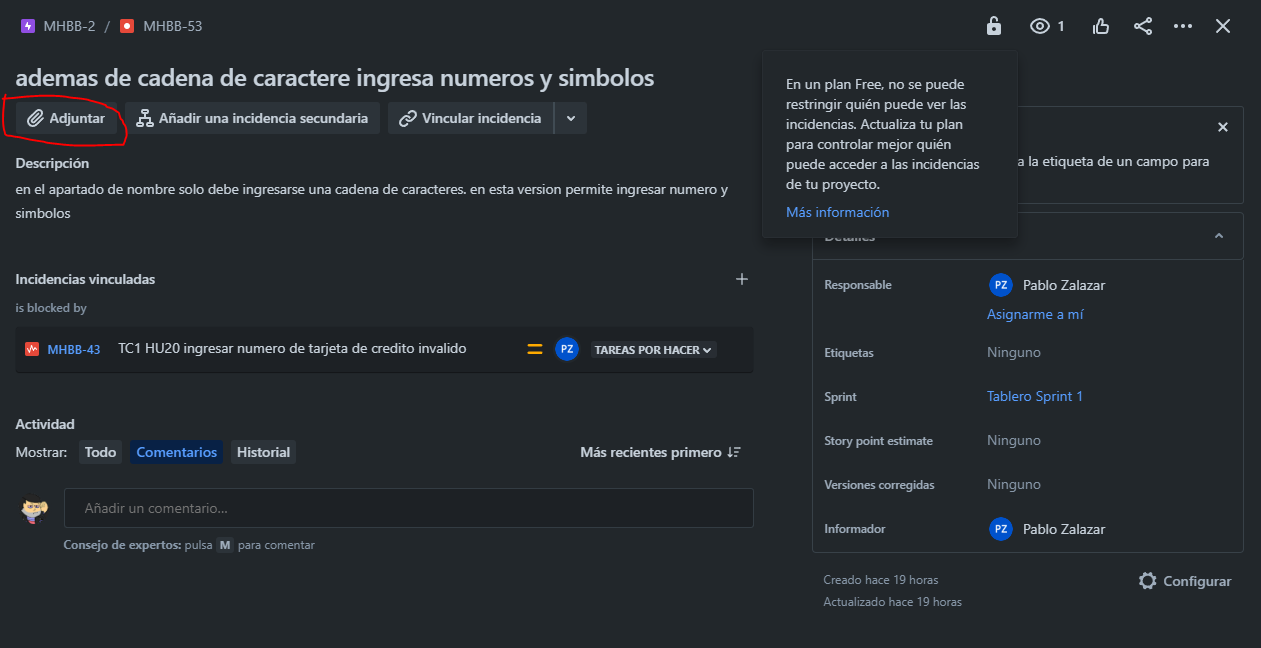 MHBB-2 / MHBB-53
1
ademas de cadena de caractere ingresa numeros y simbolos
Adjuntar
Añadir una incidencia secundaria
Vincular incidencia
Descripción
en el apartado de nombre solo debe ingresarse una cadena de caracteres. en esta version permite ingresar numero y
simbolos
Incidencias vinculadas
is blocked by
MHBB-43 TC1 HU20 ingresar numero de tarjeta de credito invalido
PZ
TAREAS POR HACER
Actividad
Mostrar: Todo Comentarios Historial
Más recientes primero
Añadir un comentario...
Consejo de expertos: pulsa M para comentar
En un plan Free, no se puede
restringir quién puede ver las
incidencias. Actualiza tu plan
para controlar mejor quién
puede acceder a las incidencias
de tu proyecto.
Más información
a la etiqueta de un campo para
Detalles
Responsable
PZ Pablo Zalazar
Asignarme a mí
Etiquetas
Ninguno
Sprint
Tablero Sprint 1
Story point estimate
Ninguno
Versiones corregidas
Ninguno
Informador
PZ Pablo Zalazar
Creado hace 19 horas
Actualizado hace 19 horas
Configurar